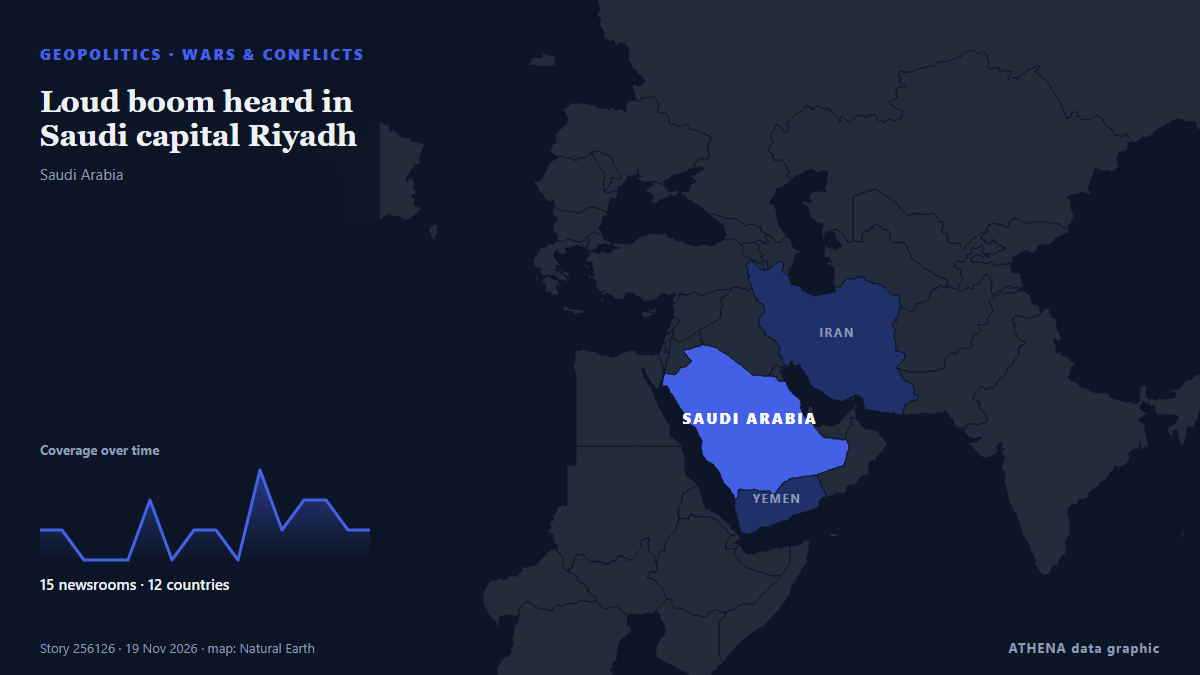 GEOPOLITICS · WARS & CONFLICTS
Loud boom heard in
Saudi capital Riyadh
Saudi Arabia
IRAN
SAUDI ARABIA
YEMEN
Coverage over time
15 newsrooms · 12 countries
Story 256126 · 19 Nov 2026 · map: Natural Earth
ATHENA data graphic